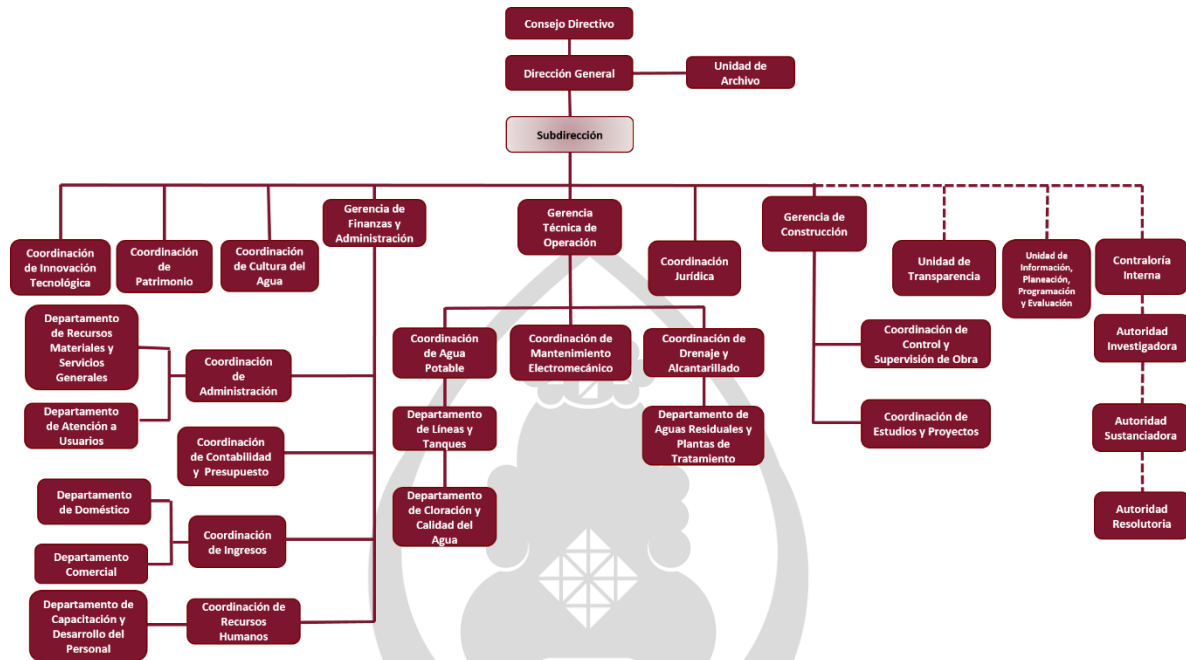 Consejo Directivo
Dirección General
Unidad de
Archivo
Subdirección
Coordinación
de Innovación
Tecnológica
Coordinación
de
Patrimonio
Coordinación
de Cultura del
Agua
Gerencia de
Finanzas y
Administración
Gerencia
Técnica de
Operación
Coordinación
Jurídica
Gerencia de
Construcción
Unidad de
Transparencia
Unidad de
Información,
Planeación,
Programación
y Evaluación
Contraloría
Interna
Departamento
de Recursos
Materiales y
Servicios
Generales
Departamento
de Atención a
Usuarios
Coordinación
de
Administración
Coordinación
de Contabilidad
y Presupuesto
Departamento
de Doméstico
Departamento
Comercial
Coordinación
de Ingresos
Departamento de
Capacitación y
Desarrollo del
Personal
Coordinación de
Recursos
Humanos
Coordinación
de Agua
Potable
Departamento
de Líneas y
Tanques
Departamento
de Cloración y
Calidad del
Agua
Coordinación de
Mantenimiento
Electromecánico
Coordinación de
Drenaje y
Alcantarillado
Departamento de
Aguas Residuales y
Plantas de
Tratamiento
Coordinación de
Control y
Supervisión de Obra
Coordinación de
Estudios y Proyectos
Autoridad
Investigadora
Autoridad
Sustanciadora
Autoridad
Resolutoria